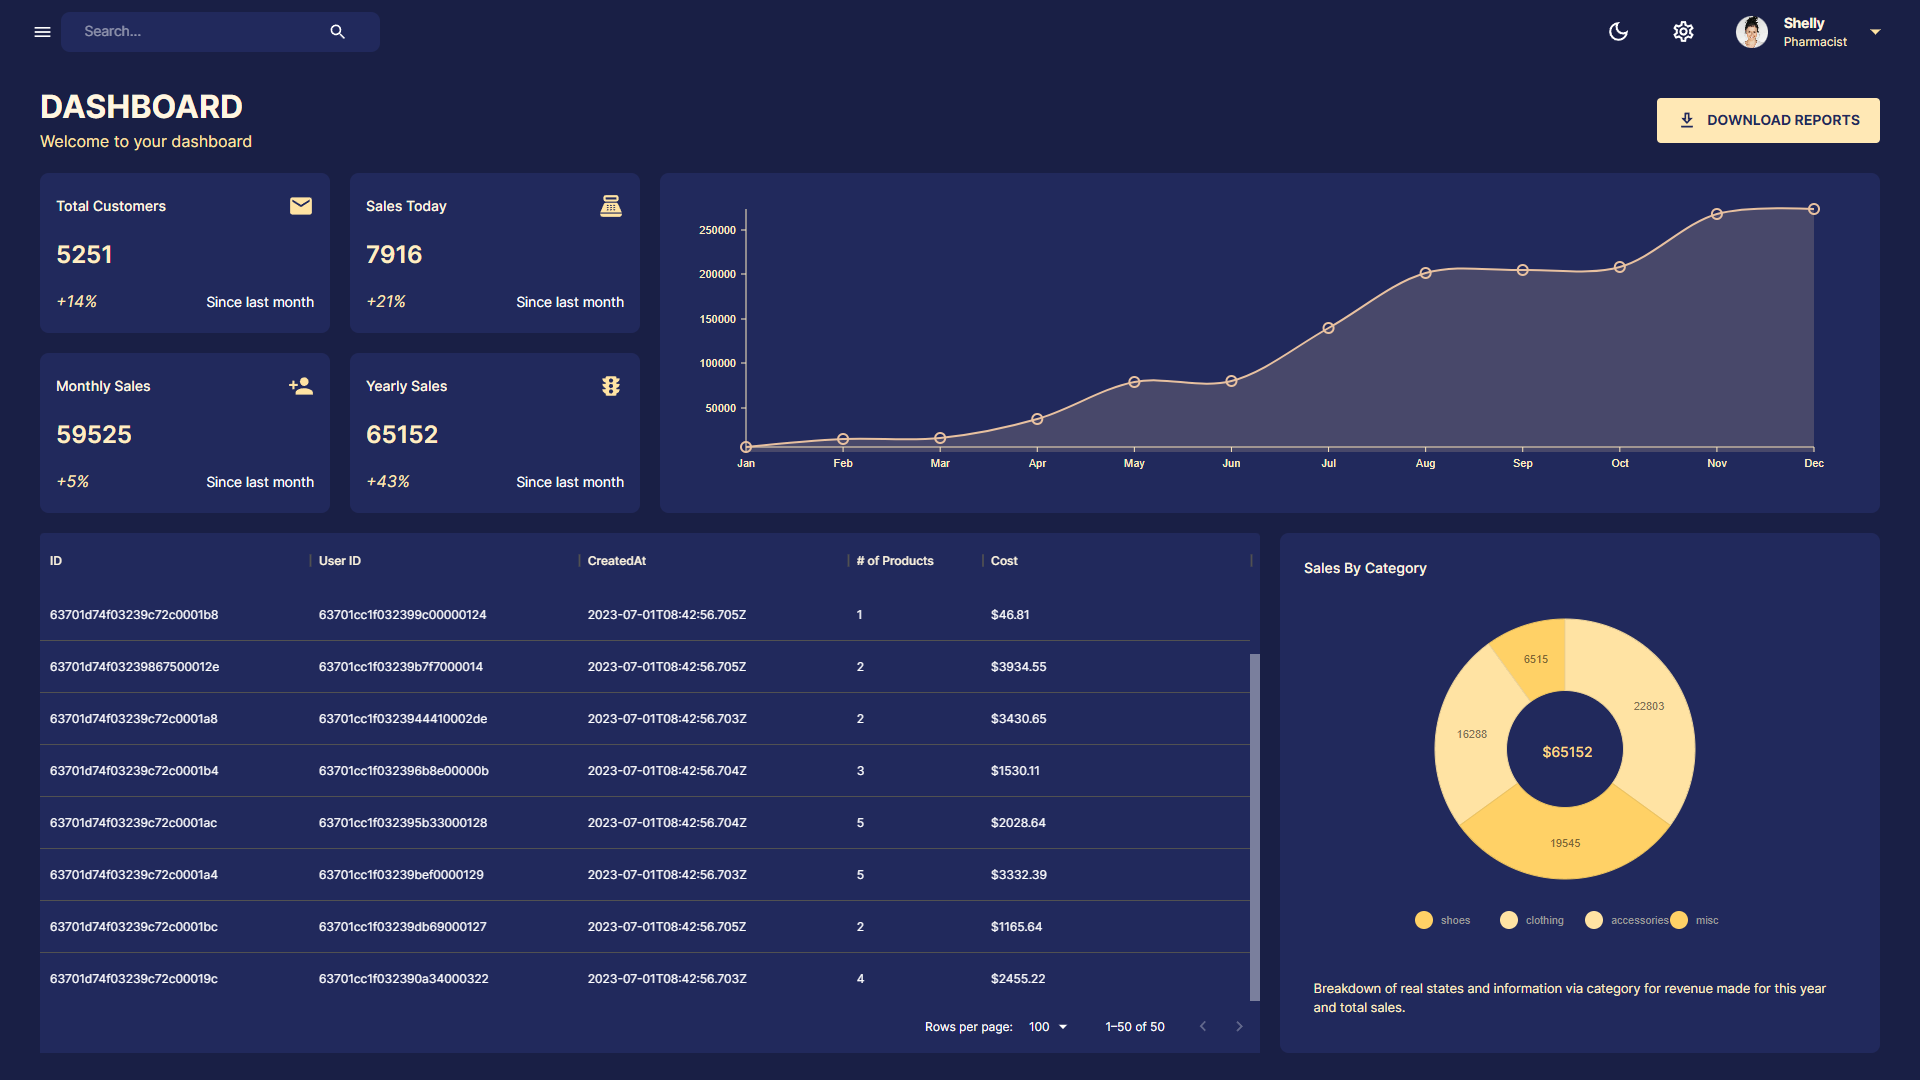 Search...
Shelly
Pharmacist
DASHBOARD
Welcome to your dashboard
DOWNLOAD REPORTS
Total Customers
5251
+14% Since last month
Sales Today
7916
+21% Since last month
Monthly Sales
59525
+5% Since last month
Yearly Sales
65152
+43% Since last month
250000
200000
150000
100000
50000
Jan Feb Mar Apr May Jun Jul Aug Sep Oct Nov Dec
ID User ID CreatedAt # of Products Cost
63701d74f03239c72c0001b8 63701cc1f032399c00000124 2023-07-01T08:42:56.705Z 1 $46.81
63701d74f03239867500012e 63701cc1f03239b7f7000014 2023-07-01T08:42:56.705Z 2 $3934.55
63701d74f03239c72c0001a8 63701cc1f0323944410002de 2023-07-01T08:42:56.703Z 2 $3430.65
63701d74f03239c72c0001b4 63701cc1f032396b8e00000b 2023-07-01T08:42:56.704Z 3 $1530.11
63701d74f03239c72c0001ac 63701cc1f032395b33000128 2023-07-01T08:42:56.704Z 5 $2028.64
63701d74f03239c72c0001a4 63701cc1f03239bef0000129 2023-07-01T08:42:56.703Z 5 $3332.39
63701d74f03239c72c0001bc 63701cc1f03239db69000127 2023-07-01T08:42:56.705Z 2 $1165.64
63701d74f03239c72c00019c 63701cc1f032390a34000322 2023-07-01T08:42:56.703Z 4 $2455.22
Rows per page: 100 1–50 of 50
Sales By Category
6515
22803
16288
$65152
19545
shoes clothing accessories misc
Breakdown of real states and information via category for revenue made for this year
and total sales.